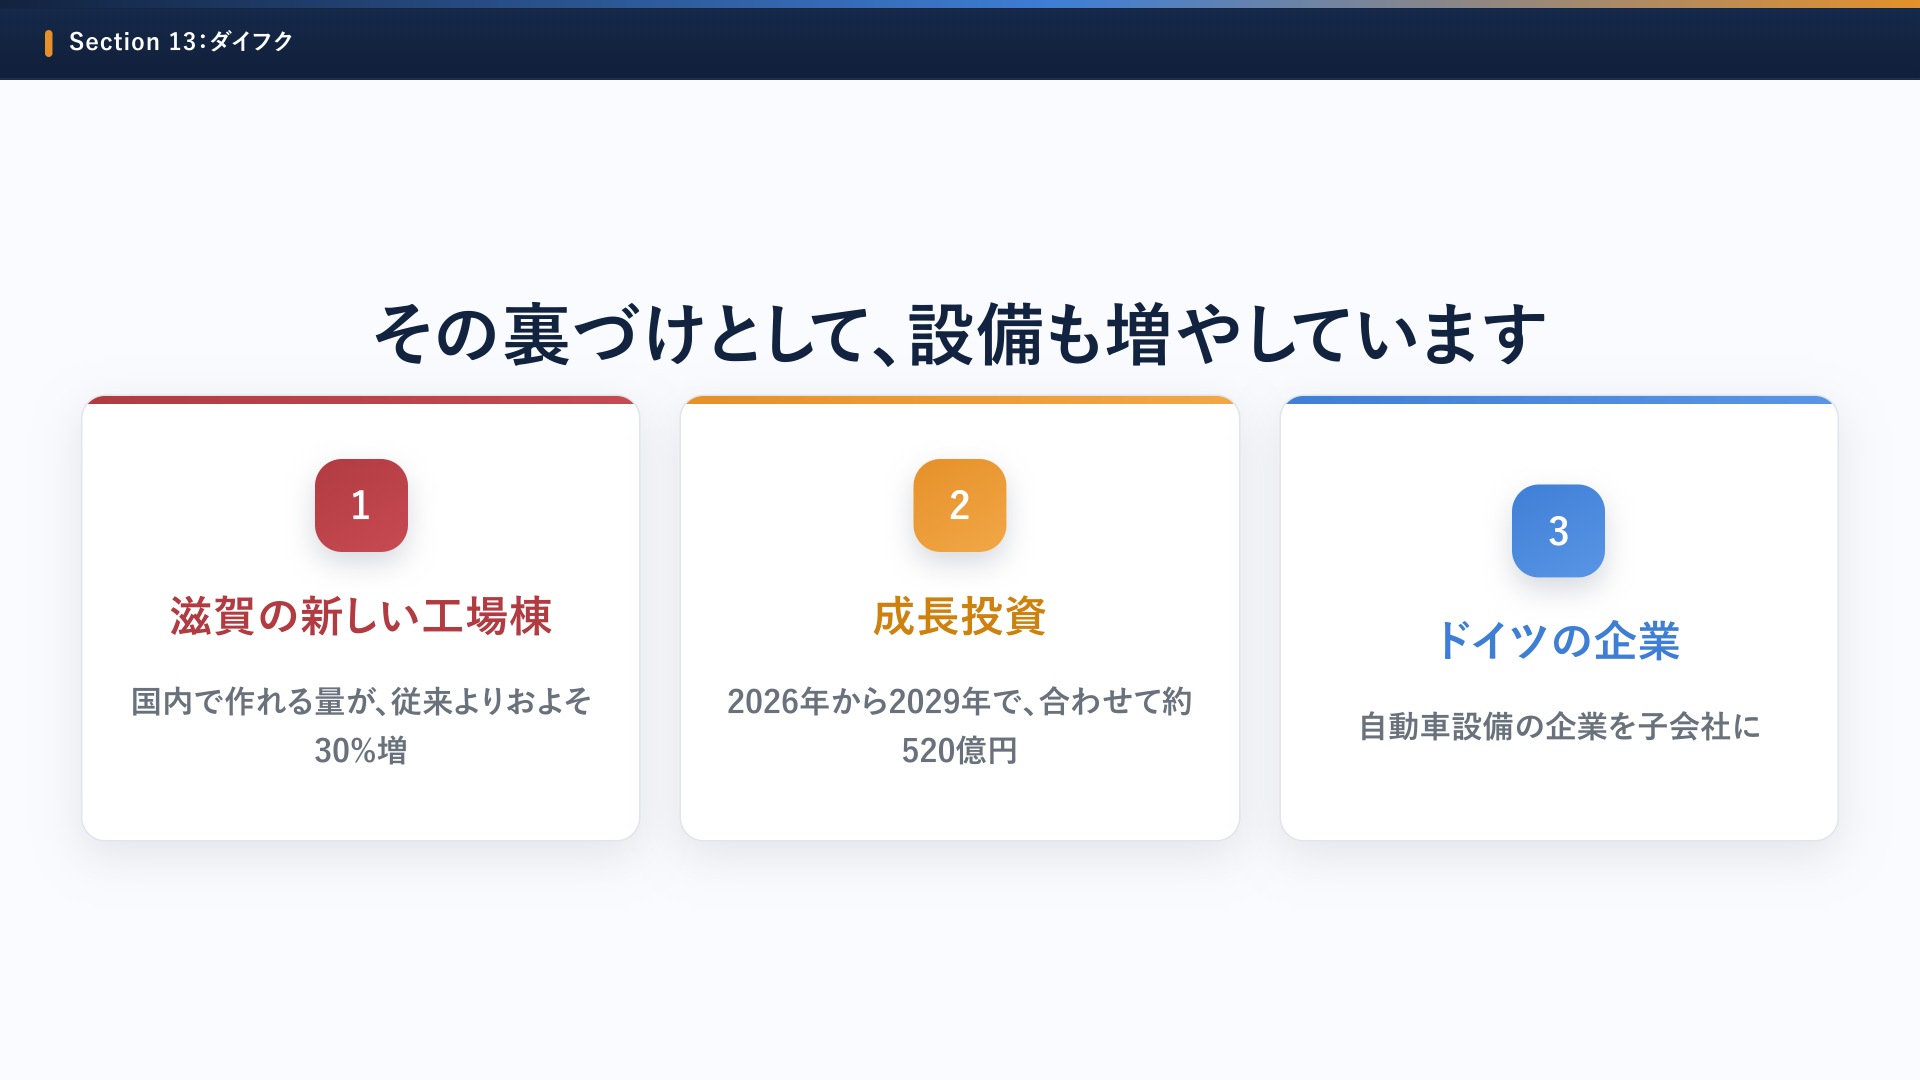 Section 13：ダイフク
その裏づけとして、設備も増やしています
1
滋賀の新しい工場棟
国内で作れる量が、従来よりおよそ
30%増
2
成長投資
2026年から2029年で、合わせて約
520億円
3
ドイツの企業
自動車設備の企業を子会社に